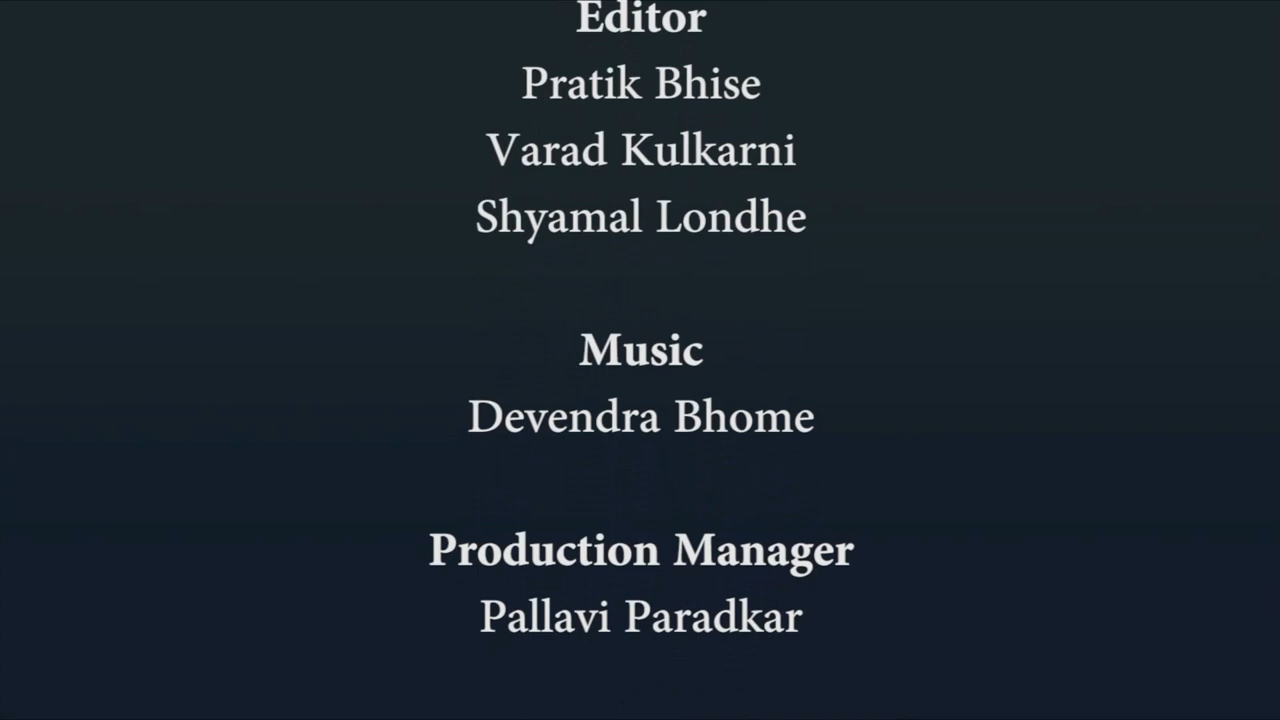 Editor
Pratik Bhise
Varad Kulkarni
Shyamal Londhe
Music
Devendra Bhome
Production Manager
Pallavi Paradkar